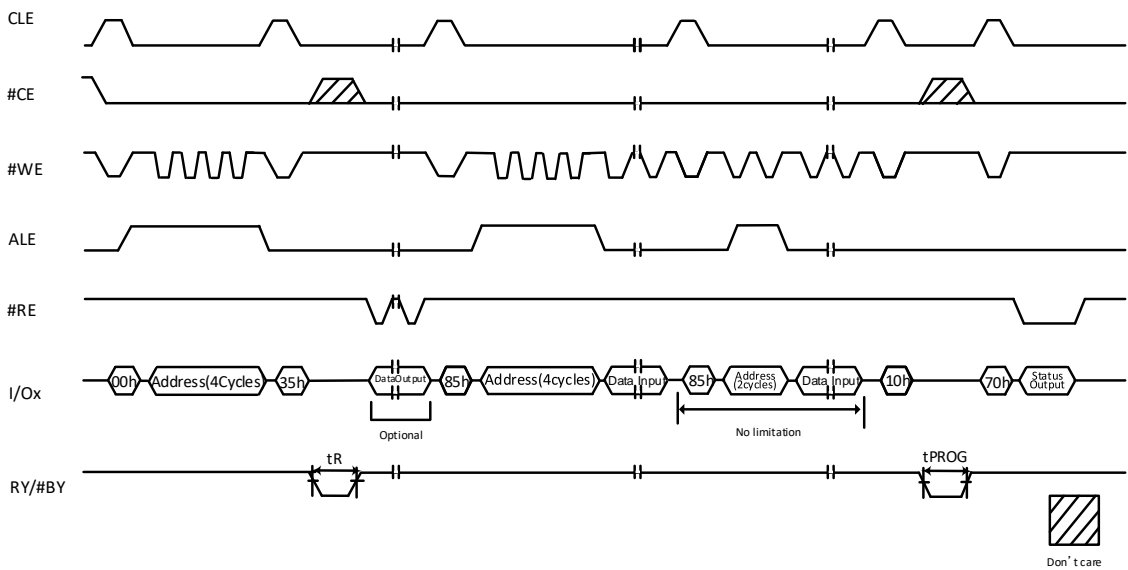 CLE
#CE
#WE
ALE
#RE
I/Ox
00h
Address(4Cycles)
35h
DataOutput
85h
Address(4cycles)
Data Input
85h
Address
(2cycles)
Data Input
10h
70h
Status
Output
Optional
No limitation
RY/#BY
tR
tPROG
Don't care